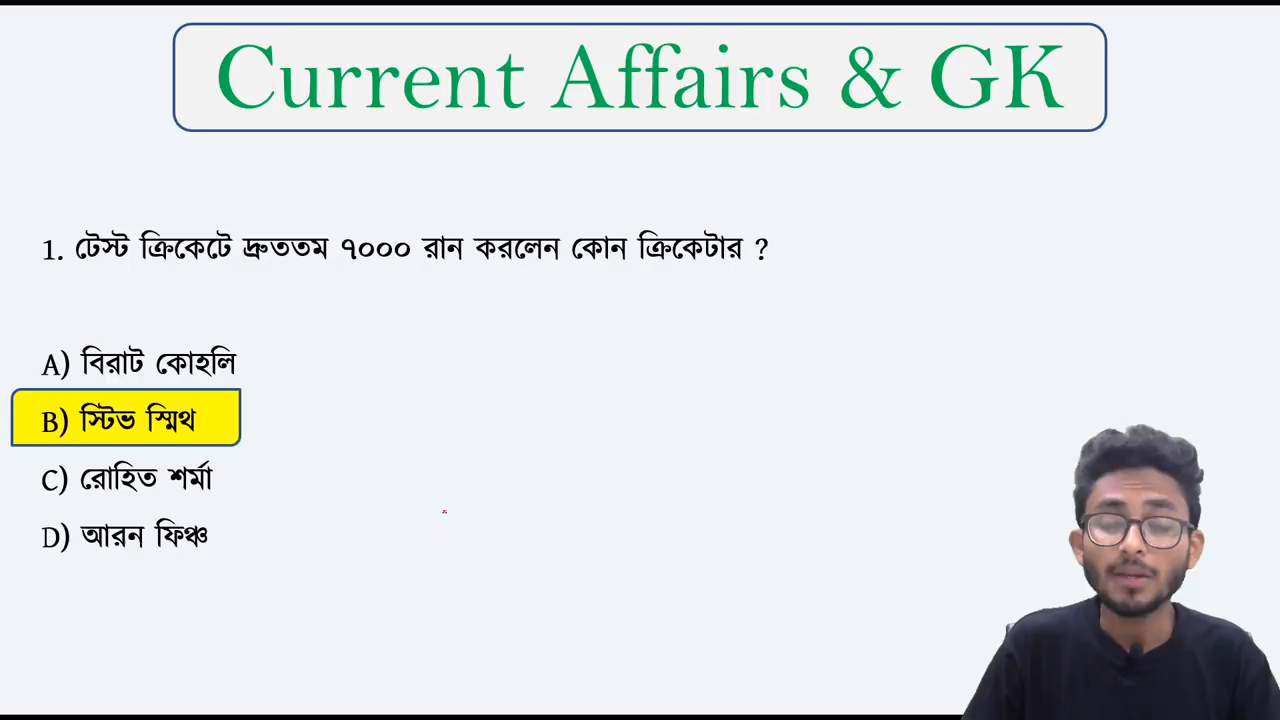 Current Affairs & GK
1. টেস্ট ক্রিকেটে দ্রুততম ৭০০০ রান করলেন কোন ক্রিকেটার ?
A) বিরাট কোহলি
B) স্টিভ স্মিথ
C) রোহিত শর্মা
D) আরন ফিঞ্চ